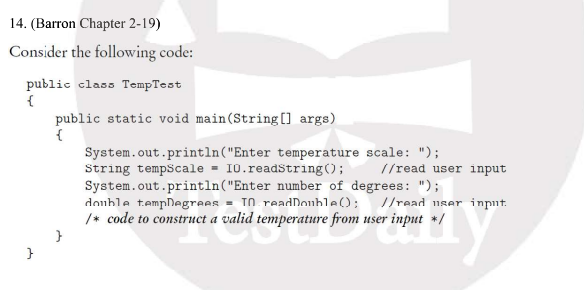 14. (Barron Chapter 2-19)
Consider the following code:
public class TempTest
{
public static void main(String[] args)
{
System.out.println("Enter temperature scale: ");
String tempScale = IO.readString(); //read user input
System.out.println("Enter number of degrees: ");
double tempDegrees = IO.readDouble(); //read user input
/* code to construct a valid temperature from user input */
}
}
TestDaily